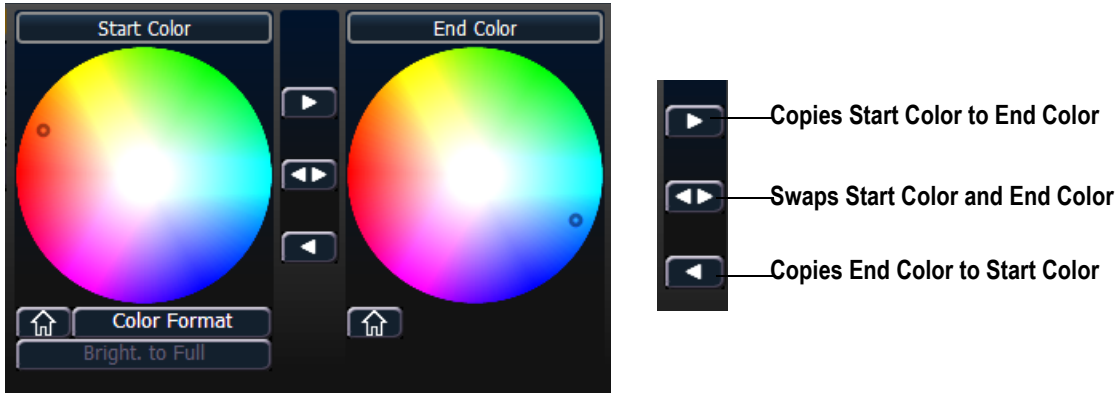 Start Color
End Color
Copies Start Color to End Color
Swaps Start Color and End Color
Copies End Color to Start Color
Color Format
Bright. to Full